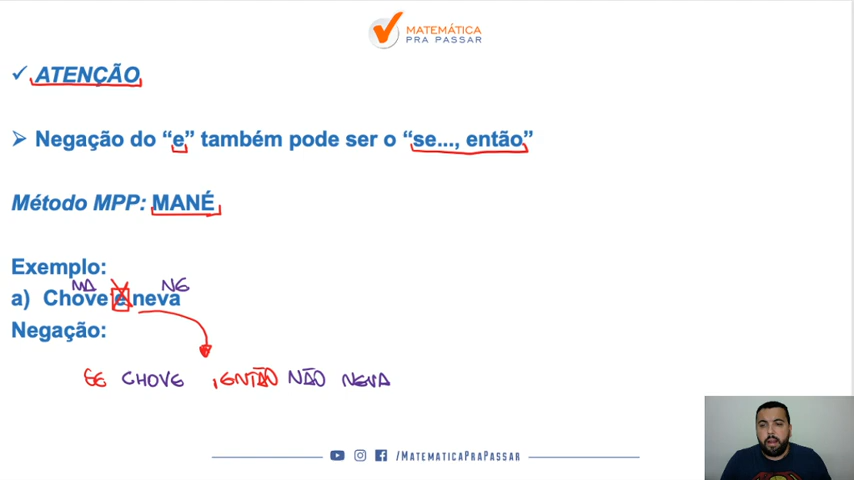 MATEMÁTICA
PRA PASSAR
✓ ATENÇÃO
➢ Negação do “e” também pode ser o “se..., então”
Método MPP: MANÉ
Exemplo:
MA NE
a) Chove e neva
Negação:
SE CHOVE , ENTÃO NÃO NEVA
/MatematicaPraPassar